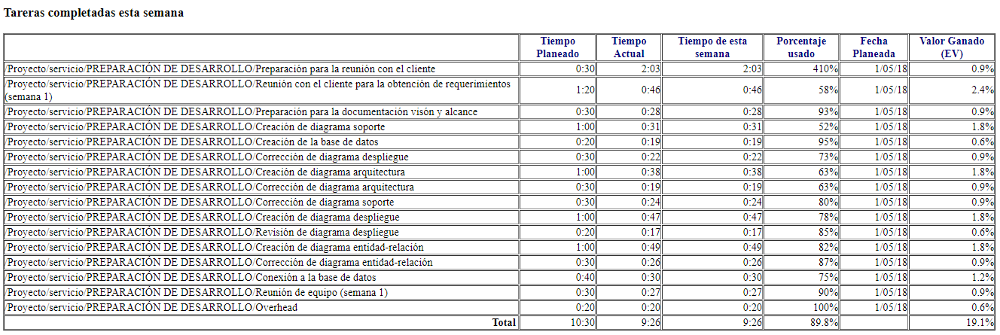 Tareras completadas esta semana
Tiempo Planeado Tiempo Actual Tiempo de esta semana Porcentaje usado Fecha Planeada Valor Ganado (EV)
/Proyecto/servicio/PREPARACIÓN DE DESARROLLO/Preparación para la reunión con el cliente 0:30 2:03 2:03 410% 1/05/18 0.9%
/Proyecto/servicio/PREPARACIÓN DE DESARROLLO/Reunión con el cliente para la obtención de requerimientos
(semana 1) 1:20 0:46 0:46 58% 1/05/18 2.4%
/Proyecto/servicio/PREPARACIÓN DE DESARROLLO/Preparación para la documentación visón y alcance 0:30 0:28 0:28 93% 1/05/18 0.9%
/Proyecto/servicio/PREPARACIÓN DE DESARROLLO/Creación de diagrama soporte 1:00 0:31 0:31 52% 1/05/18 1.8%
/Proyecto/servicio/PREPARACIÓN DE DESARROLLO/Creación de la base de datos 0:20 0:19 0:19 95% 1/05/18 0.6%
/Proyecto/servicio/PREPARACIÓN DE DESARROLLO/Corrección de diagrama despliegue 0:30 0:22 0:22 73% 1/05/18 0.9%
/Proyecto/servicio/PREPARACIÓN DE DESARROLLO/Creación de diagrama arquitectura 1:00 0:38 0:38 63% 1/05/18 1.8%
/Proyecto/servicio/PREPARACIÓN DE DESARROLLO/Corrección de diagrama arquitectura 0:30 0:19 0:19 63% 1/05/18 0.9%
/Proyecto/servicio/PREPARACIÓN DE DESARROLLO/Corrección de diagrama soporte 0:30 0:24 0:24 80% 1/05/18 0.9%
/Proyecto/servicio/PREPARACIÓN DE DESARROLLO/Creación de diagrama despliegue 1:00 0:47 0:47 78% 1/05/18 1.8%
/Proyecto/servicio/PREPARACIÓN DE DESARROLLO/Revisión de diagrama despliegue 0:20 0:17 0:17 85% 1/05/18 0.6%
/Proyecto/servicio/PREPARACIÓN DE DESARROLLO/Creación de diagrama entidad-relación 1:00 0:49 0:49 82% 1/05/18 1.8%
/Proyecto/servicio/PREPARACIÓN DE DESARROLLO/Corrección de diagrama entidad-relación 0:30 0:26 0:26 87% 1/05/18 0.9%
/Proyecto/servicio/PREPARACIÓN DE DESARROLLO/Conexión a la base de datos 0:40 0:30 0:30 75% 1/05/18 1.2%
/Proyecto/servicio/PREPARACIÓN DE DESARROLLO/Reunión de equipo (semana 1) 0:30 0:27 0:27 90% 1/05/18 0.9%
/Proyecto/servicio/PREPARACIÓN DE DESARROLLO/Overhead 0:20 0:20 0:20 100% 1/05/18 0.6%
Total 10:30 9:26 9:26 89.8% 19.1%